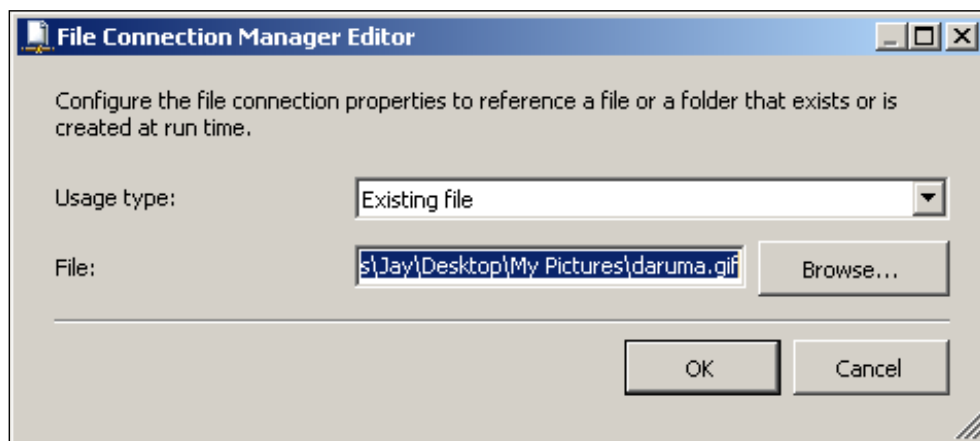 File Connection Manager Editor
Configure the file connection properties to reference a file or a folder that exists or is
created at run time.
Usage type:
Existing file
File:
s\Jay\Desktop\My Pictures\daruma.gif
Browse...
OK
Cancel